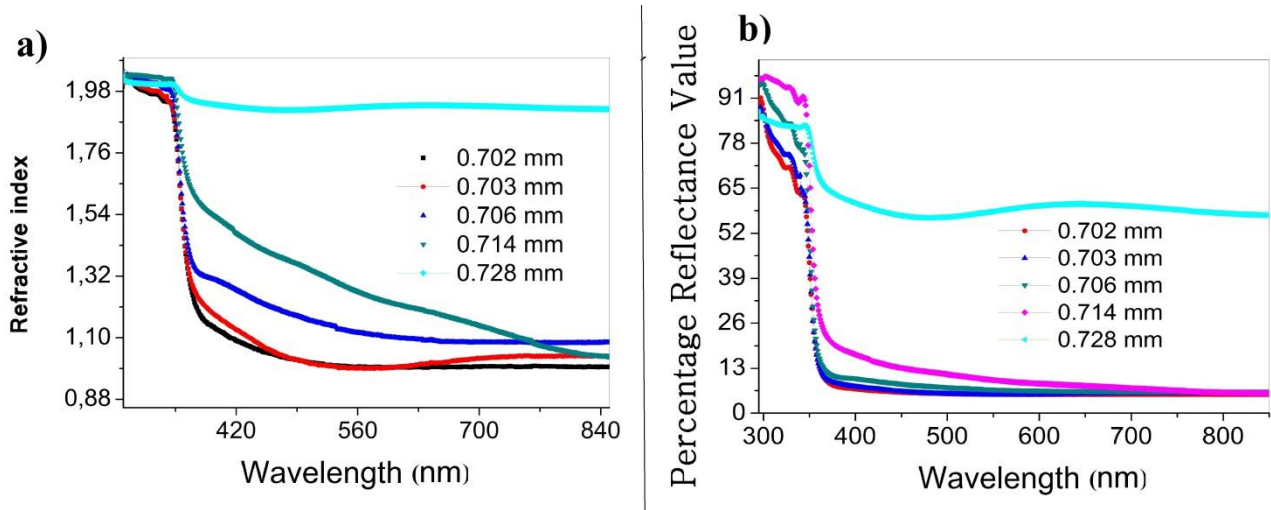 a)
Refractive index
1,98
1,76
1,54
1,32
1,10
0,88
0.702 mm
0.703 mm
0.706 mm
0.714 mm
0.728 mm
420 560 700 840
Wavelength (nm)
b)
Percentage Reflectance Value
91
78
65
52
39
26
13
0
0.702 mm
0.703 mm
0.706 mm
0.714 mm
0.728 mm
300 400 500 600 700 800
Wavelength (nm)